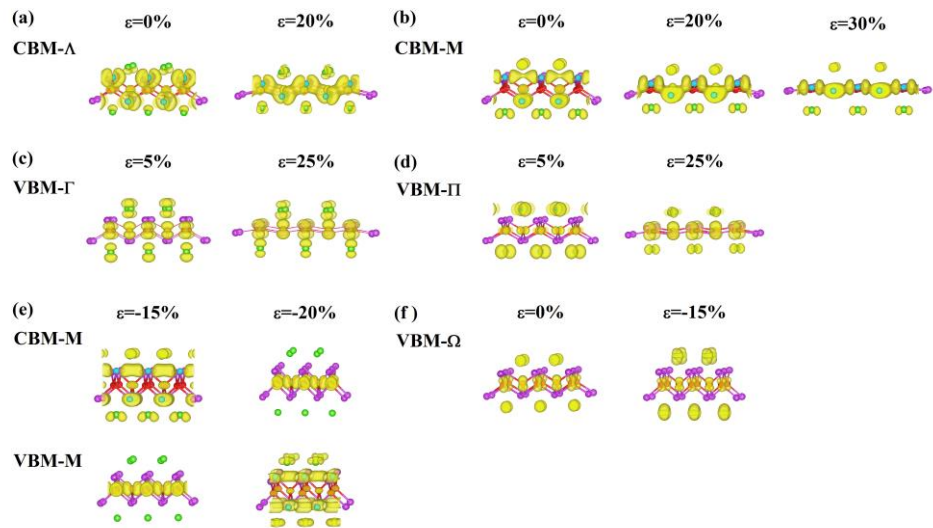 (a) ε=0% ε=20%
CBM-Λ
(b) ε=0% ε=20% ε=30%
CBM-M
(c) ε=5% ε=25%
VBM-Γ
(d) ε=5% ε=25%
VBM-Π
(e) ε=-15% ε=-20%
CBM-M
VBM-M
(f) ε=0% ε=-15%
VBM-Ω